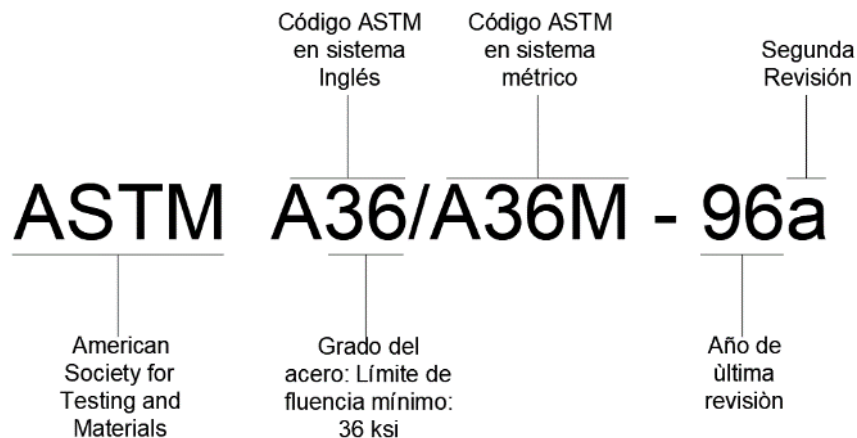 Código ASTM
en sistema
Inglés
Código ASTM
en sistema
métrico
Segunda
Revisión
ASTM A36/A36M - 96a
American
Society for
Testing and
Materials
Grado del
acero: Límite de
fluencia mínimo:
36 ksi
Año de
ùltima
revisiòn